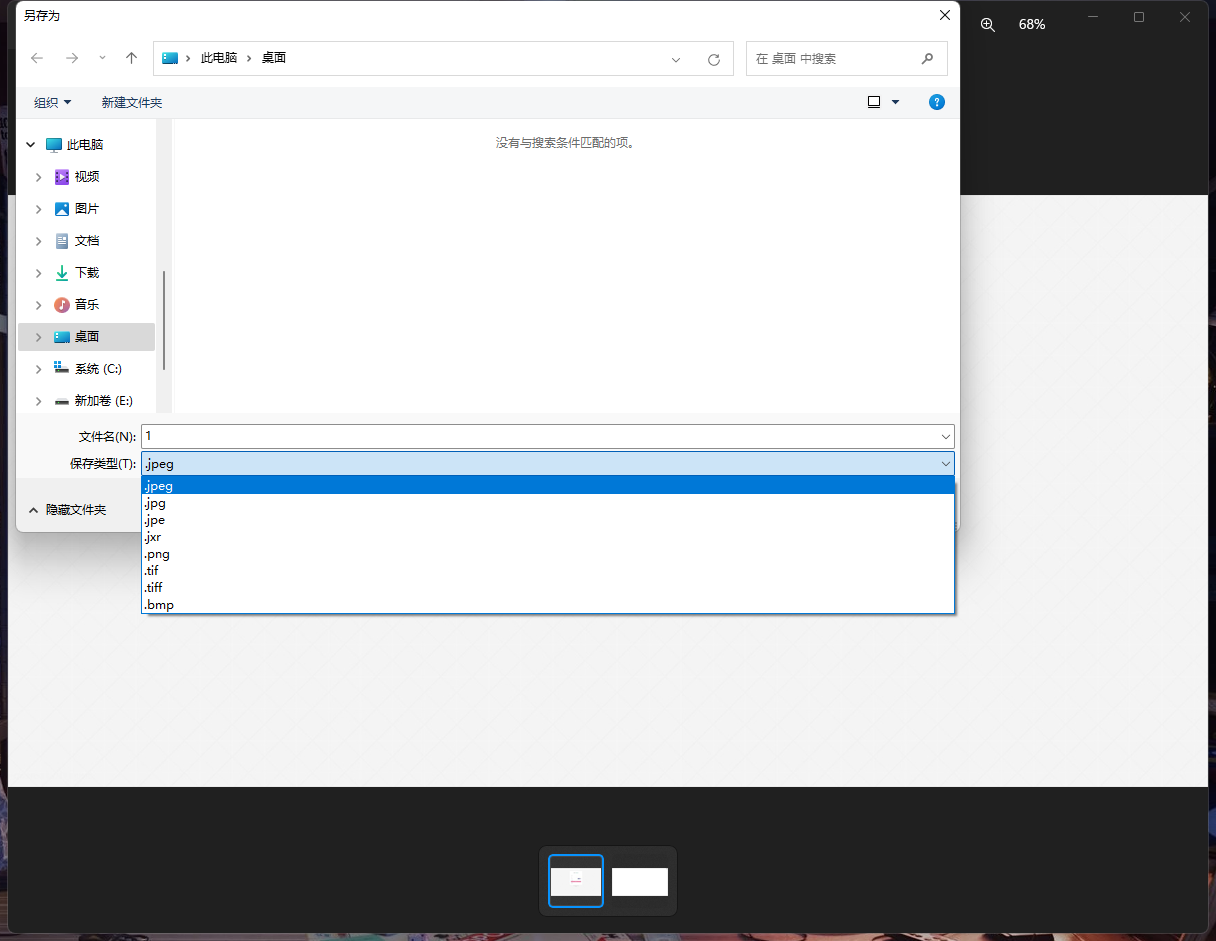 另存为
68%
此电脑
桌面
在 桌面 中搜索
组织
新建文件夹
?
此电脑
没有与搜索条件匹配的项。
视频
图片
文档
下载
音乐
桌面
系统 (C:)
新加卷 (E:)
文件名(N):
1
保存类型(T):
.jpeg
.jpeg
.jpg
.jpe
.jxr
.png
.tif
.tiff
.bmp
隐藏文件夹